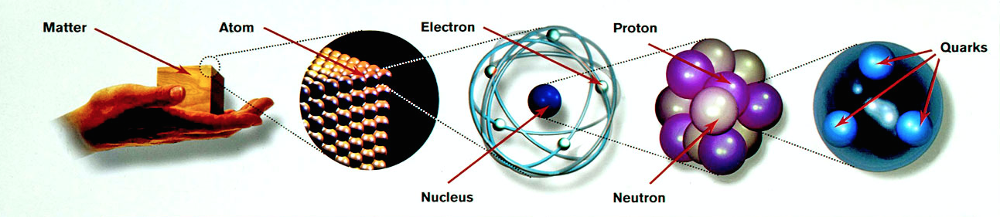 Matter
Atom
Electron
Proton
Quarks
Nucleus
Neutron